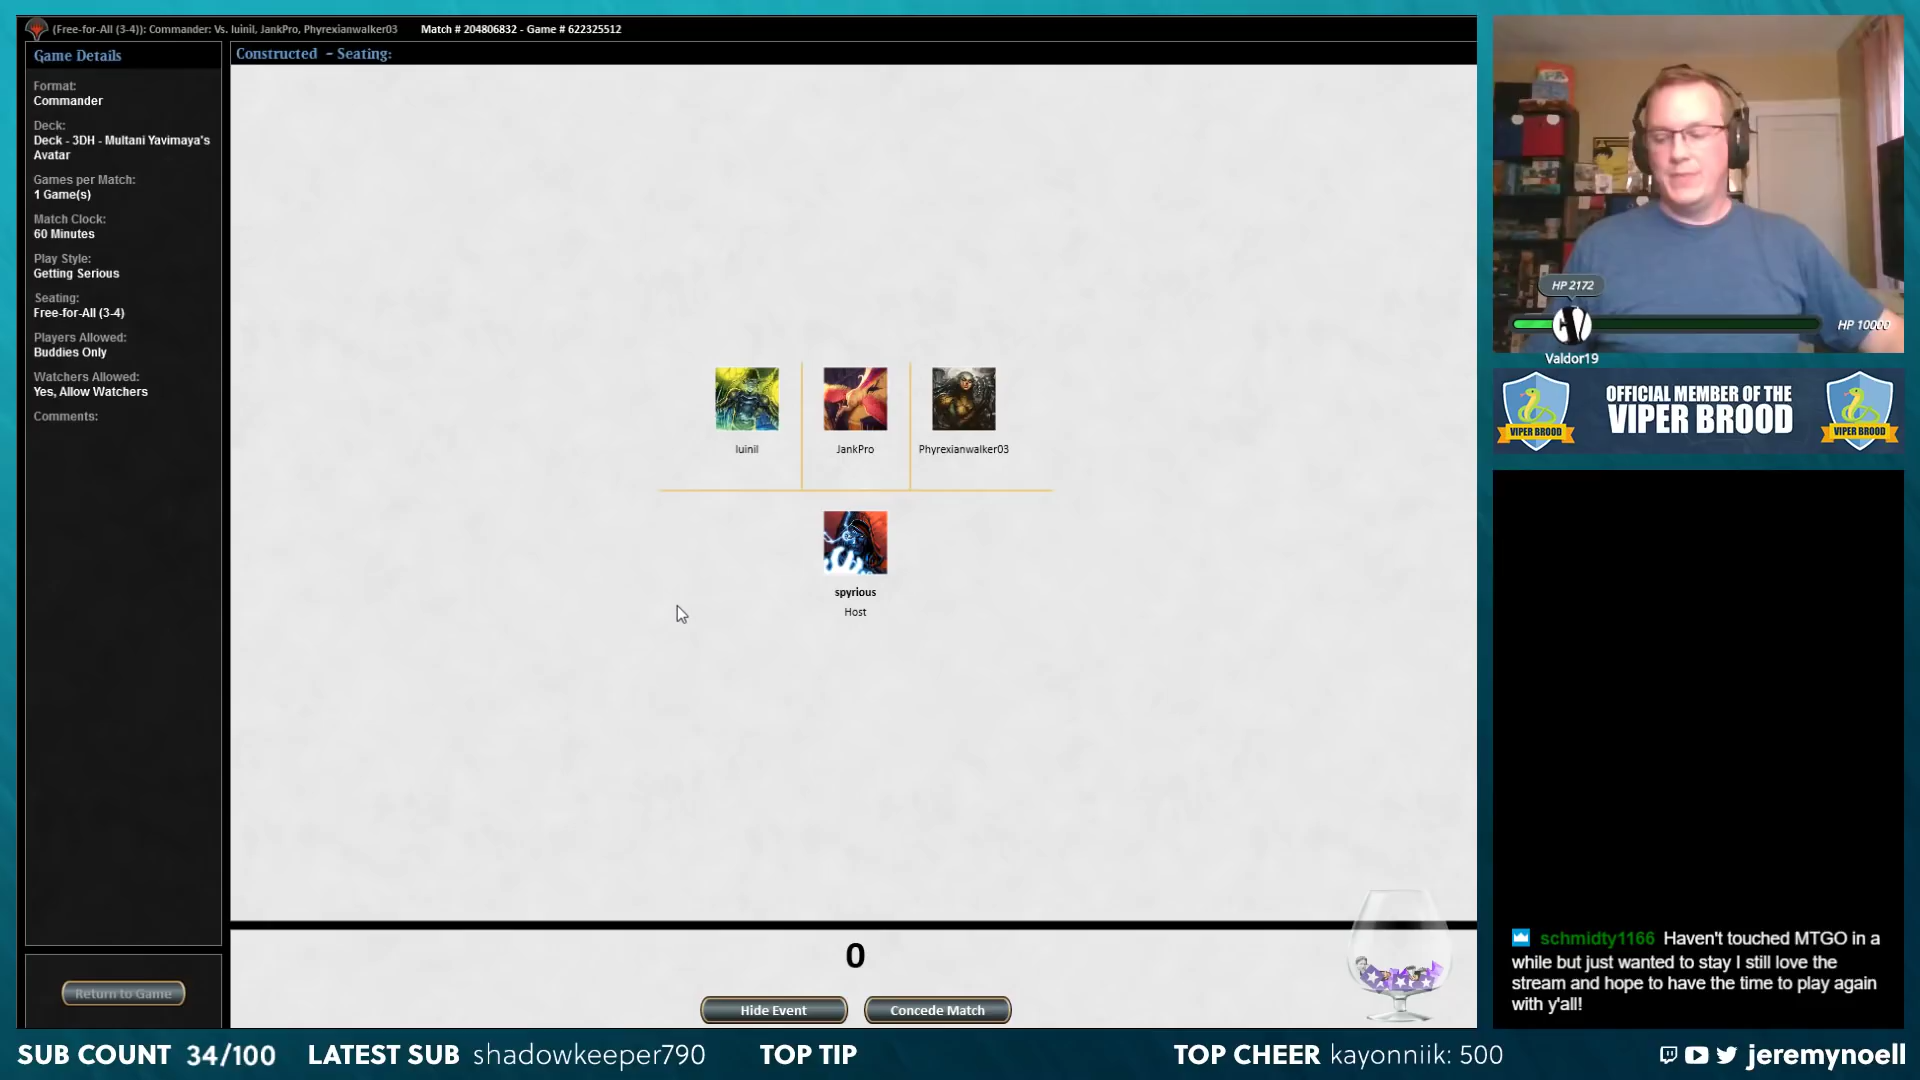 (Free-for-All (3-4)): Commander: Vs. luinil, JankPro, Phyrexianwalker03 Match # 204806832 - Game # 622325512
Game Details
Format:
Commander
Deck:
Deck - 3DH - Multani Yavimaya's
Avatar
Games per Match:
1 Game(s)
Match Clock:
60 Minutes
Play Style:
Getting Serious
Seating:
Free-for-All (3-4)
Players Allowed:
Buddies Only
Watchers Allowed:
Yes, Allow Watchers
Comments:
Return to Game
Constructed - Seating:
luinil JankPro Phyrexianwalker03
spyrious
Host
0
Hide Event Concede Match
HP 2172
HP 10000
Valdor19
VIPER BROOD
OFFICIAL MEMBER OF THE
VIPER BROOD
VIPER BROOD
schmidty1166 Haven't touched MTGO in a
while but just wanted to stay I still love the
stream and hope to have the time to play again
with y'all!
SUB COUNT 34/100 LATEST SUB shadowkeeper790 TOP TIP TOP CHEER kayonniik: 500 jeremynoell